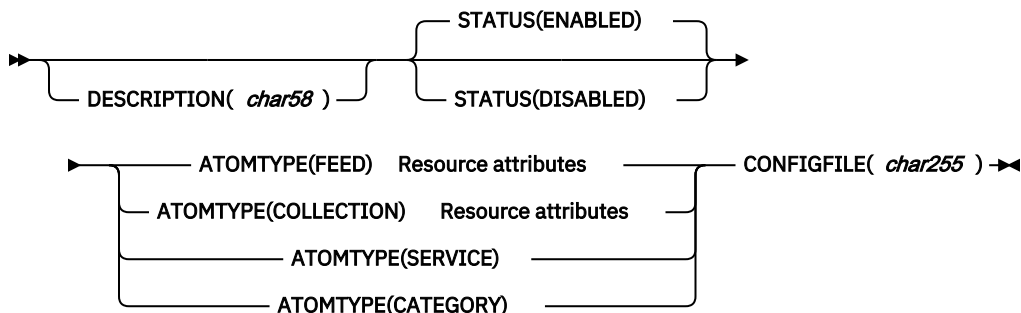 STATUS(ENABLED)
DESCRIPTION( char58 )
STATUS(DISABLED)
ATOMTYPE(FEED) Resource attributes
CONFIGFILE( char255 )
ATOMTYPE(COLLECTION) Resource attributes
ATOMTYPE(SERVICE)
ATOMTYPE(CATEGORY)